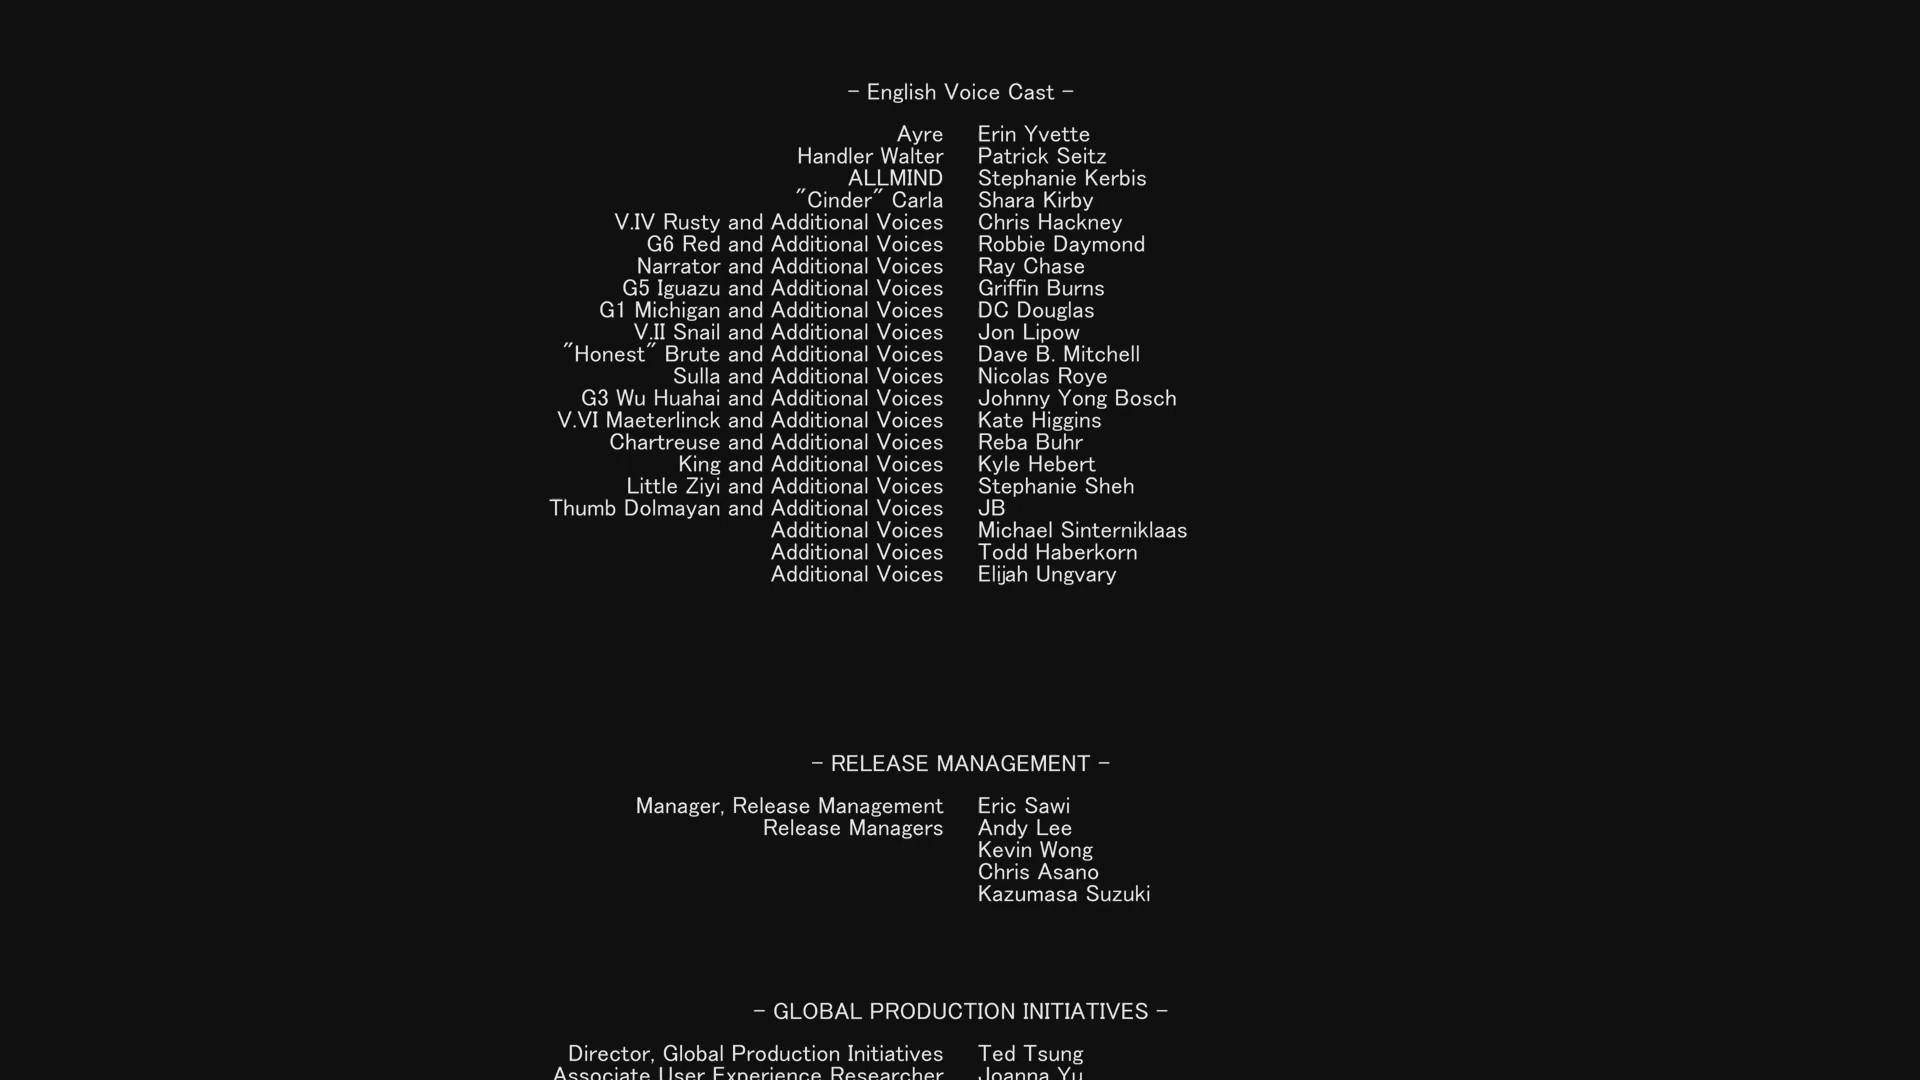 - English Voice Cast -
Ayre Erin Yvette
Handler Walter Patrick Seitz
ALLMIND Stephanie Kerbis
"Cinder" Carla Shara Kirby
V.IV Rusty and Additional Voices Chris Hackney
G6 Red and Additional Voices Robbie Daymond
Narrator and Additional Voices Ray Chase
G5 Iguazu and Additional Voices Griffin Burns
G1 Michigan and Additional Voices DC Douglas
V.II Snail and Additional Voices Jon Lipow
"Honest" Brute and Additional Voices Dave B. Mitchell
Sulla and Additional Voices Nicolas Roye
G3 Wu Huahai and Additional Voices Johnny Yong Bosch
V.VI Maeterlinck and Additional Voices Kate Higgins
Chartreuse and Additional Voices Reba Buhr
King and Additional Voices Kyle Hebert
Little Ziyi and Additional Voices Stephanie Sheh
Thumb Dolmayan and Additional Voices JB
Additional Voices Michael Sinterniklaas
Additional Voices Todd Haberkorn
Additional Voices Elijah Ungvary
- RELEASE MANAGEMENT -
Manager, Release Management Eric Sawi
Release Managers Andy Lee
Kevin Wong
Chris Asano
Kazumasa Suzuki
- GLOBAL PRODUCTION INITIATIVES -
Director, Global Production Initiatives Ted Tsung
Associate User Experience Researcher Joanna Yu